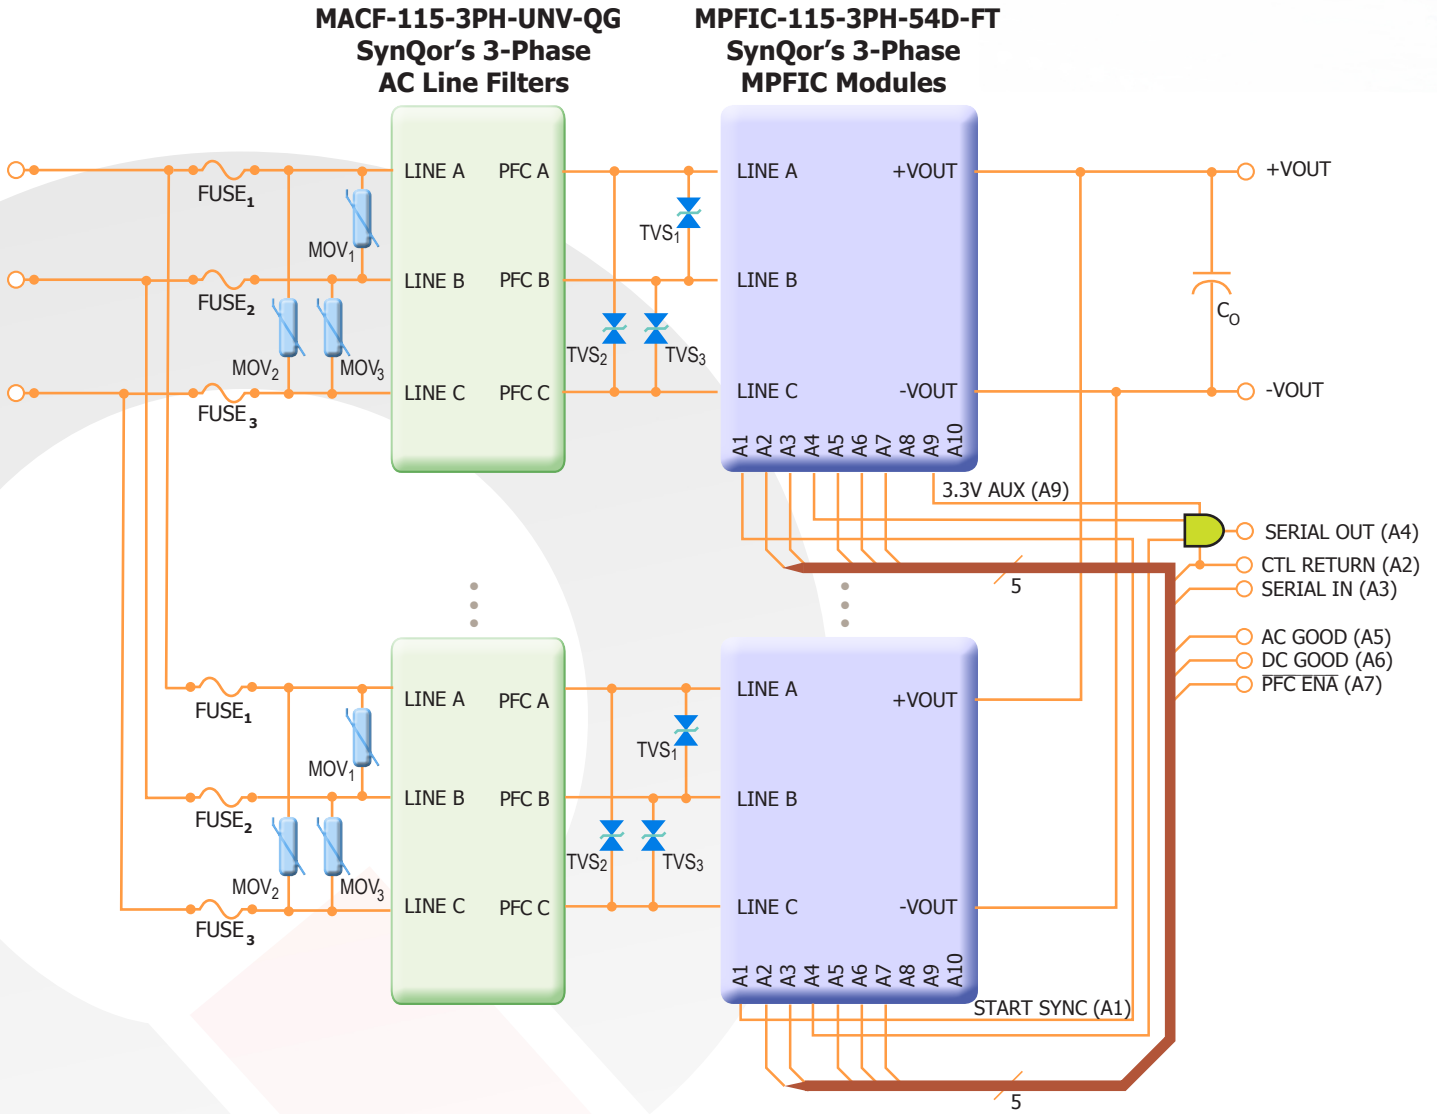 MACF-115-3PH-UNV-QG
SynQor's 3-Phase
AC Line Filters
MPFIC-115-3PH-54D-FT
SynQor's 3-Phase
MPFIC Modules
FUSE1
MOV1
FUSE2
MOV2
MOV3
FUSE3
LINE A PFC A
LINE B PFC B
LINE C PFC C
TVS1
TVS2
TVS3
LINE A +VOUT
LINE B
LINE C -VOUT
A1 A2 A3 A4 A5 A6 A7 A8 A9 A10
+VOUT
CO
-VOUT
3.3V AUX (A9)
SERIAL OUT (A4)
CTL RETURN (A2)
SERIAL IN (A3)
5
AC GOOD (A5)
DC GOOD (A6)
PFC ENA (A7)
FUSE1
MOV1
FUSE2
MOV2
MOV3
FUSE3
LINE A PFC A
LINE B PFC B
LINE C PFC C
TVS1
TVS2
TVS3
LINE A +VOUT
LINE B
LINE C -VOUT
A1 A2 A3 A4 A5 A6 A7 A8 A9 A10
START SYNC (A1)
5